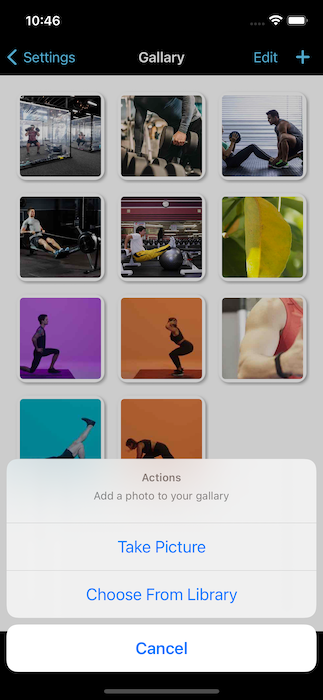 10:46
Settings
Gallary
Edit +
Actions
Add a photo to your gallary
Take Picture
Choose From Library
Cancel